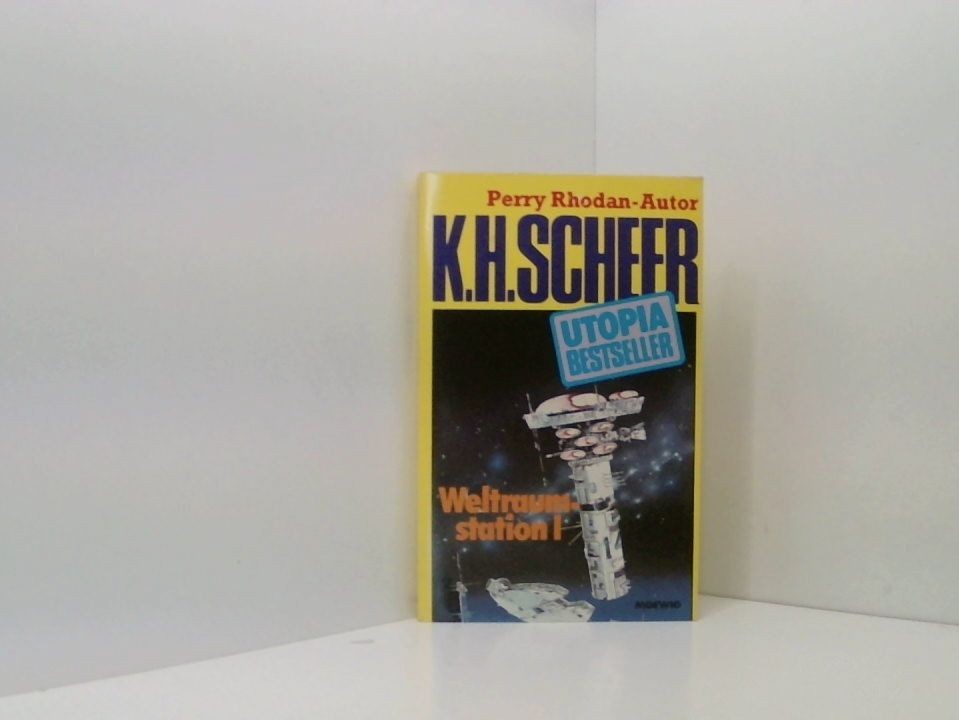 Perry Rhodan-Autor
K.H.SCHEER
UTOPIA
BESTSELLER
Weltraum-
station I
MOEWIG